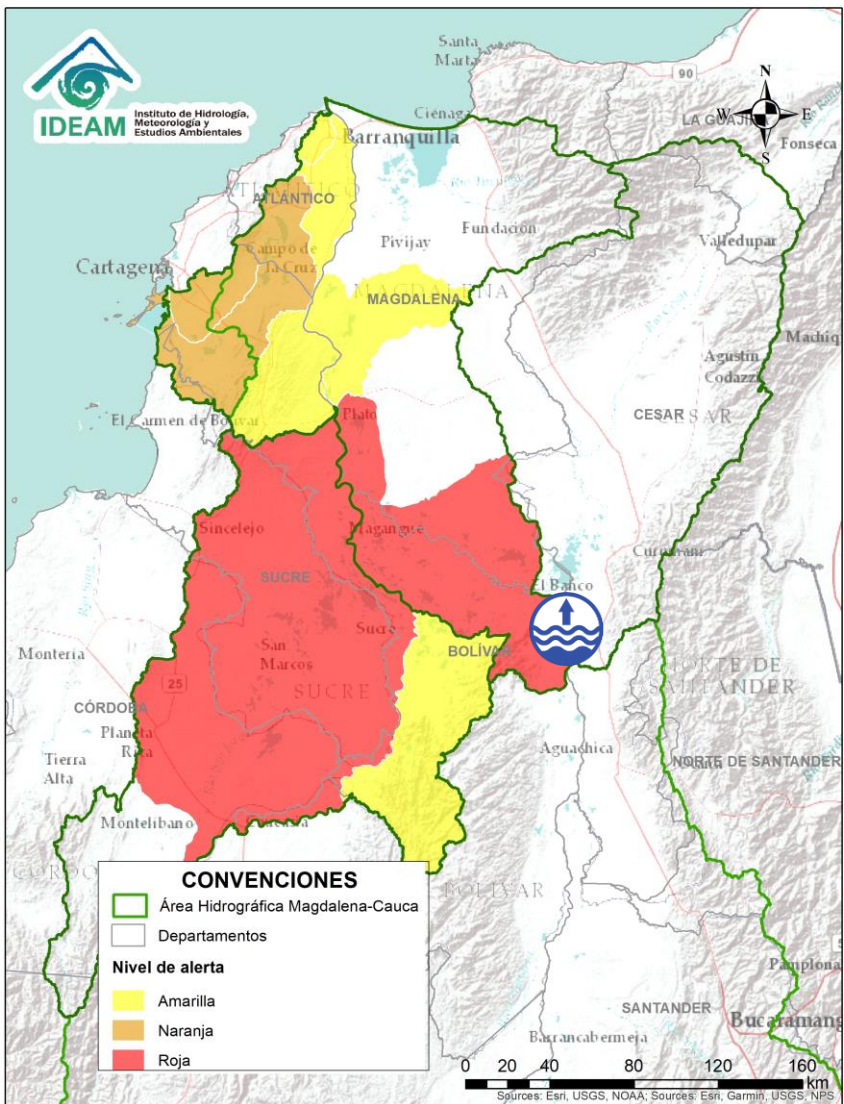 IDEAM
Instituto de Hidrología,
Meteorología y
Estudios Ambientales
Santa
Marta
90
N
W
E
S
LA GUAJIRA
Ciénaga
Barranquilla
Fonseca
ATLÁNTICO
ATLÁNTICO
Pivijay
Fundación
Valledupar
Cartagena
Campo de
la Cruz
MAGDALENA
MAGDALENA
Agustín
Codazzi
CESAR
CESAR
El Carmen de Bolívar
Plato
Sincelejo
Magangué
SUCRE
El Banco
Curumaní
Sucre
San
Marcos
BOLÍVAR
Montería
SUCRE
25
NORTE DE
SANTANDER
CÓRDOBA
Planeta
Rica
Tierra
Alta
Aguachica
NORTE DE SANTANDER
Montelíbano
BOLÍVAR
CONVENCIONES
Área Hidrográfica Magdalena-Cauca
Departamentos
Nivel de alerta
Amarilla
Naranja
Roja
Pamplona
SANTANDER
Bucaramang
Barrancabermeja
0 20 40 80 120 160
km
Sources: Esri, USGS, NOAA; Sources: Esri, Garmin, USGS, NPS